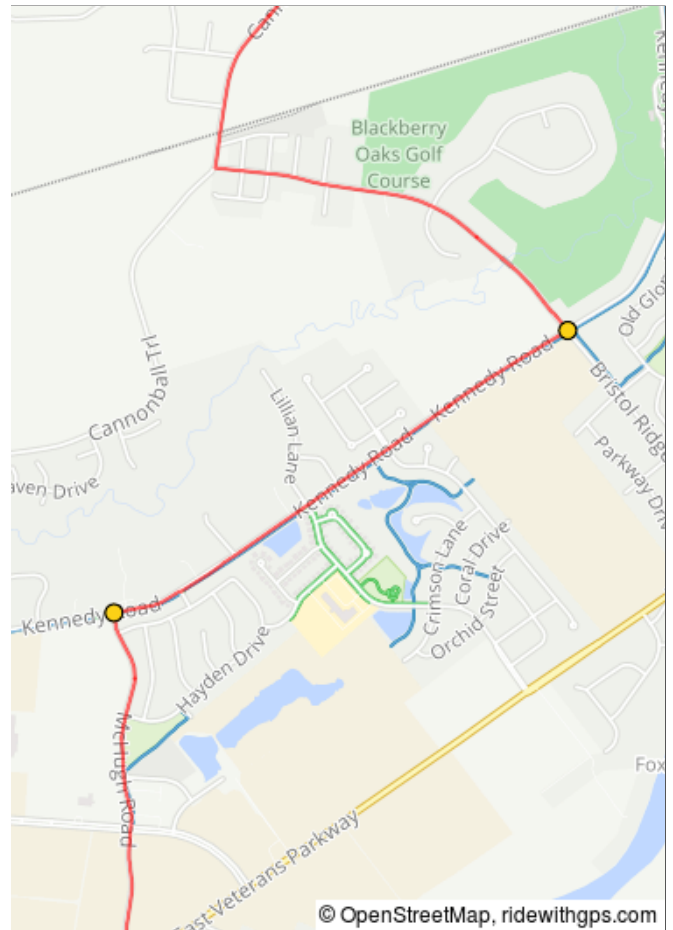 Blackberry
Oaks Golf
Course
Old Glo
Cannonball Trl
Lillian Lane
Kennedy Road
Kennedy Road
Bristol Ridge
Parkway Driv
aven Drive
Crimson Lane
Coral Drive
Orchid Street
Kennedy Road
Hayden Drive
McHugh Road
Fox
East Veterans Parkway
© OpenStreetMap, ridewithgps.com